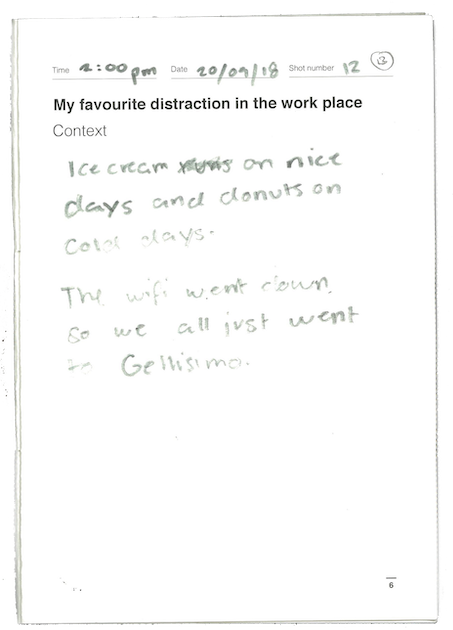 Time 2:00pm Date 20/09/18 Shot number 12 13
My favourite distraction in the work place
Context
Ice cream runs on nice
days and donuts on
cold days.
The wifi went down
so we all just went
to Gellisimo.
6